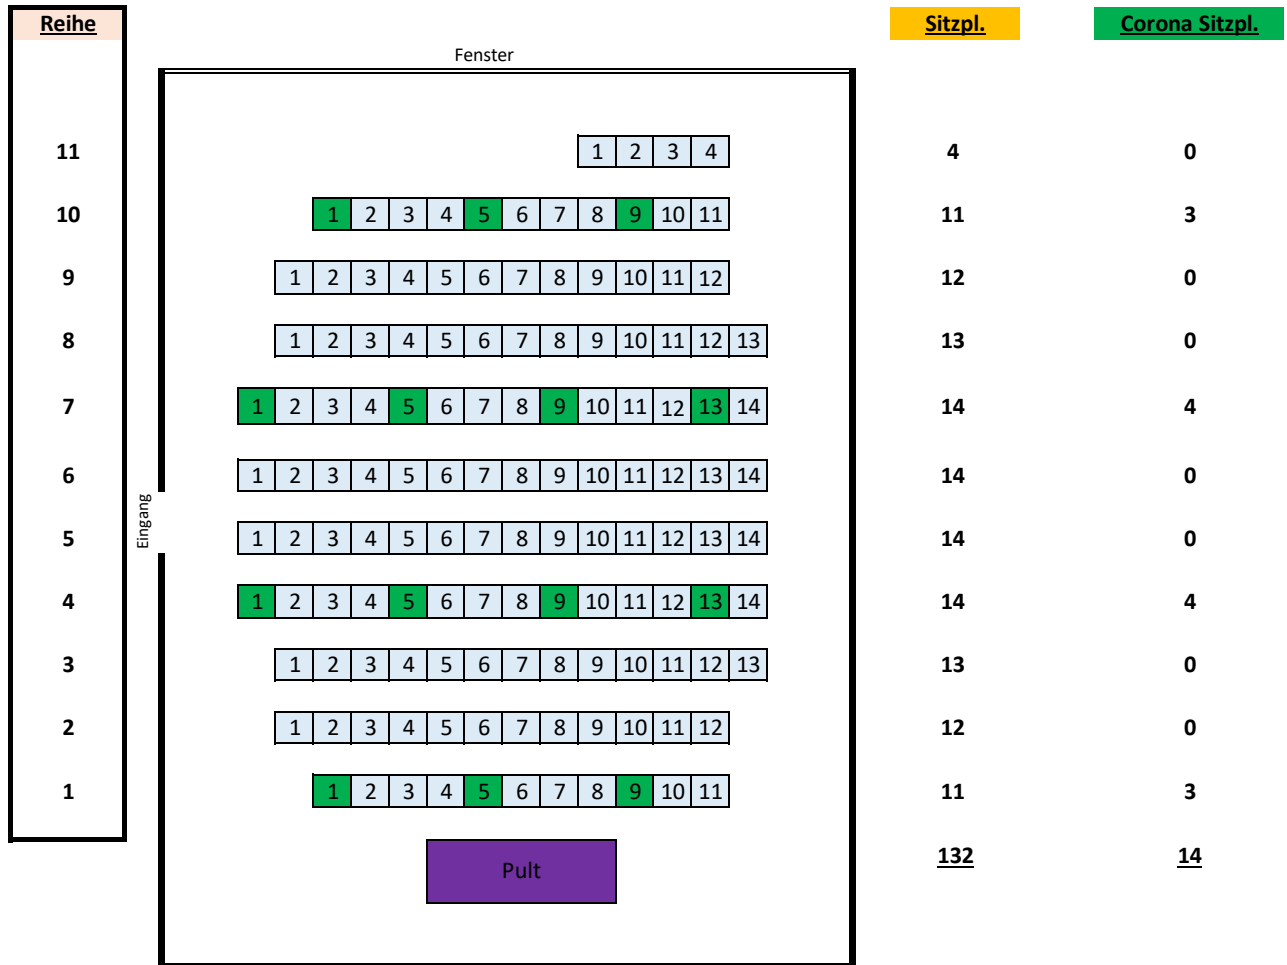 Reihe Sitzpl. Corona Sitzpl.
Fenster
11 1 2 3 4 4 0
10 1 2 3 4 5 6 7 8 9 10 11 11 3
9 1 2 3 4 5 6 7 8 9 10 11 12 12 0
8 1 2 3 4 5 6 7 8 9 10 11 12 13 13 0
7 1 2 3 4 5 6 7 8 9 10 11 12 13 14 14 4
6 1 2 3 4 5 6 7 8 9 10 11 12 13 14 14 0
Eingang
5 1 2 3 4 5 6 7 8 9 10 11 12 13 14 14 0
4 1 2 3 4 5 6 7 8 9 10 11 12 13 14 14 4
3 1 2 3 4 5 6 7 8 9 10 11 12 13 13 0
2 1 2 3 4 5 6 7 8 9 10 11 12 12 0
1 1 2 3 4 5 6 7 8 9 10 11 11 3
Pult 132 14